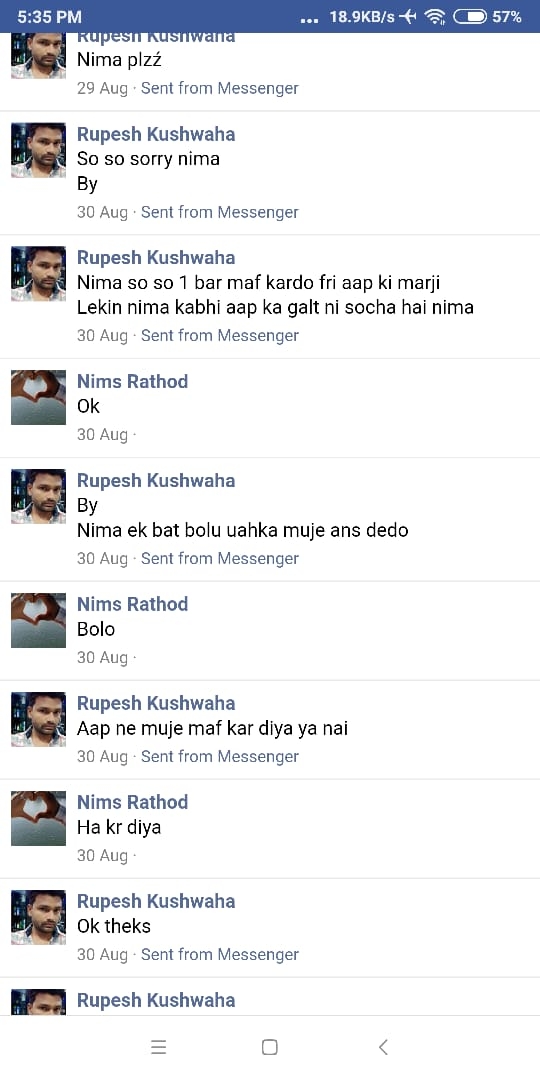 5:35 PM ... 18.9KB/s 57%
Rupesh Kushwaha
Nima plzź
29 Aug · Sent from Messenger
Rupesh Kushwaha
So so sorry nima
By
30 Aug · Sent from Messenger
Rupesh Kushwaha
Nima so so 1 bar maf kardo fri aap ki marji
Lekin nima kabhi aap ka galt ni socha hai nima
30 Aug · Sent from Messenger
Nims Rathod
Ok
30 Aug ·
Rupesh Kushwaha
By
Nima ek bat bolu uahka muje ans dedo
30 Aug · Sent from Messenger
Nims Rathod
Bolo
30 Aug ·
Rupesh Kushwaha
Aap ne muje maf kar diya ya nai
30 Aug · Sent from Messenger
Nims Rathod
Ha kr diya
30 Aug ·
Rupesh Kushwaha
Ok theks
30 Aug · Sent from Messenger
Rupesh Kushwaha